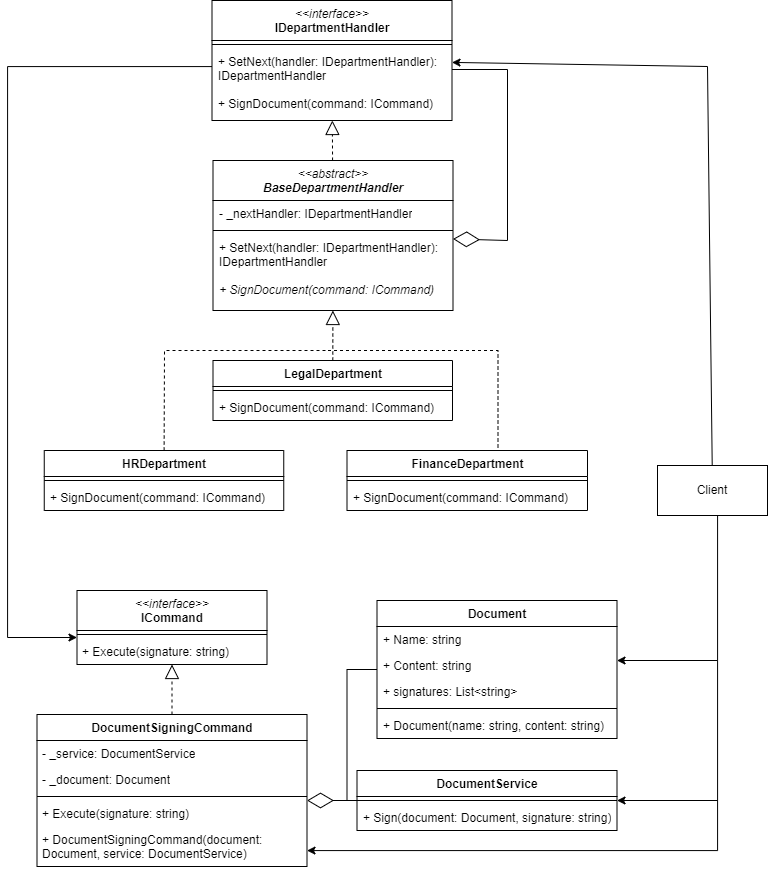 <<interface>>
IDepartmentHandler
+ SetNext(handler: IDepartmentHandler):
IDepartmentHandler
+ SignDocument(command: ICommand)
<<abstract>>
BaseDepartmentHandler
- _nextHandler: IDepartmentHandler
+ SetNext(handler: IDepartmentHandler):
IDepartmentHandler
+ SignDocument(command: ICommand)
LegalDepartment
+ SignDocument(command: ICommand)
HRDepartment
+ SignDocument(command: ICommand)
FinanceDepartment
+ SignDocument(command: ICommand)
Client
<<interface>>
ICommand
+ Execute(signature: string)
Document
+ Name: string
+ Content: string
+ signatures: List<string>
+ Document(name: string, content: string)
DocumentSigningCommand
- _service: DocumentService
- _document: Document
+ Execute(signature: string)
+ DocumentSigningCommand(document:
Document, service: DocumentService)
DocumentService
+ Sign(document: Document, signature: string)